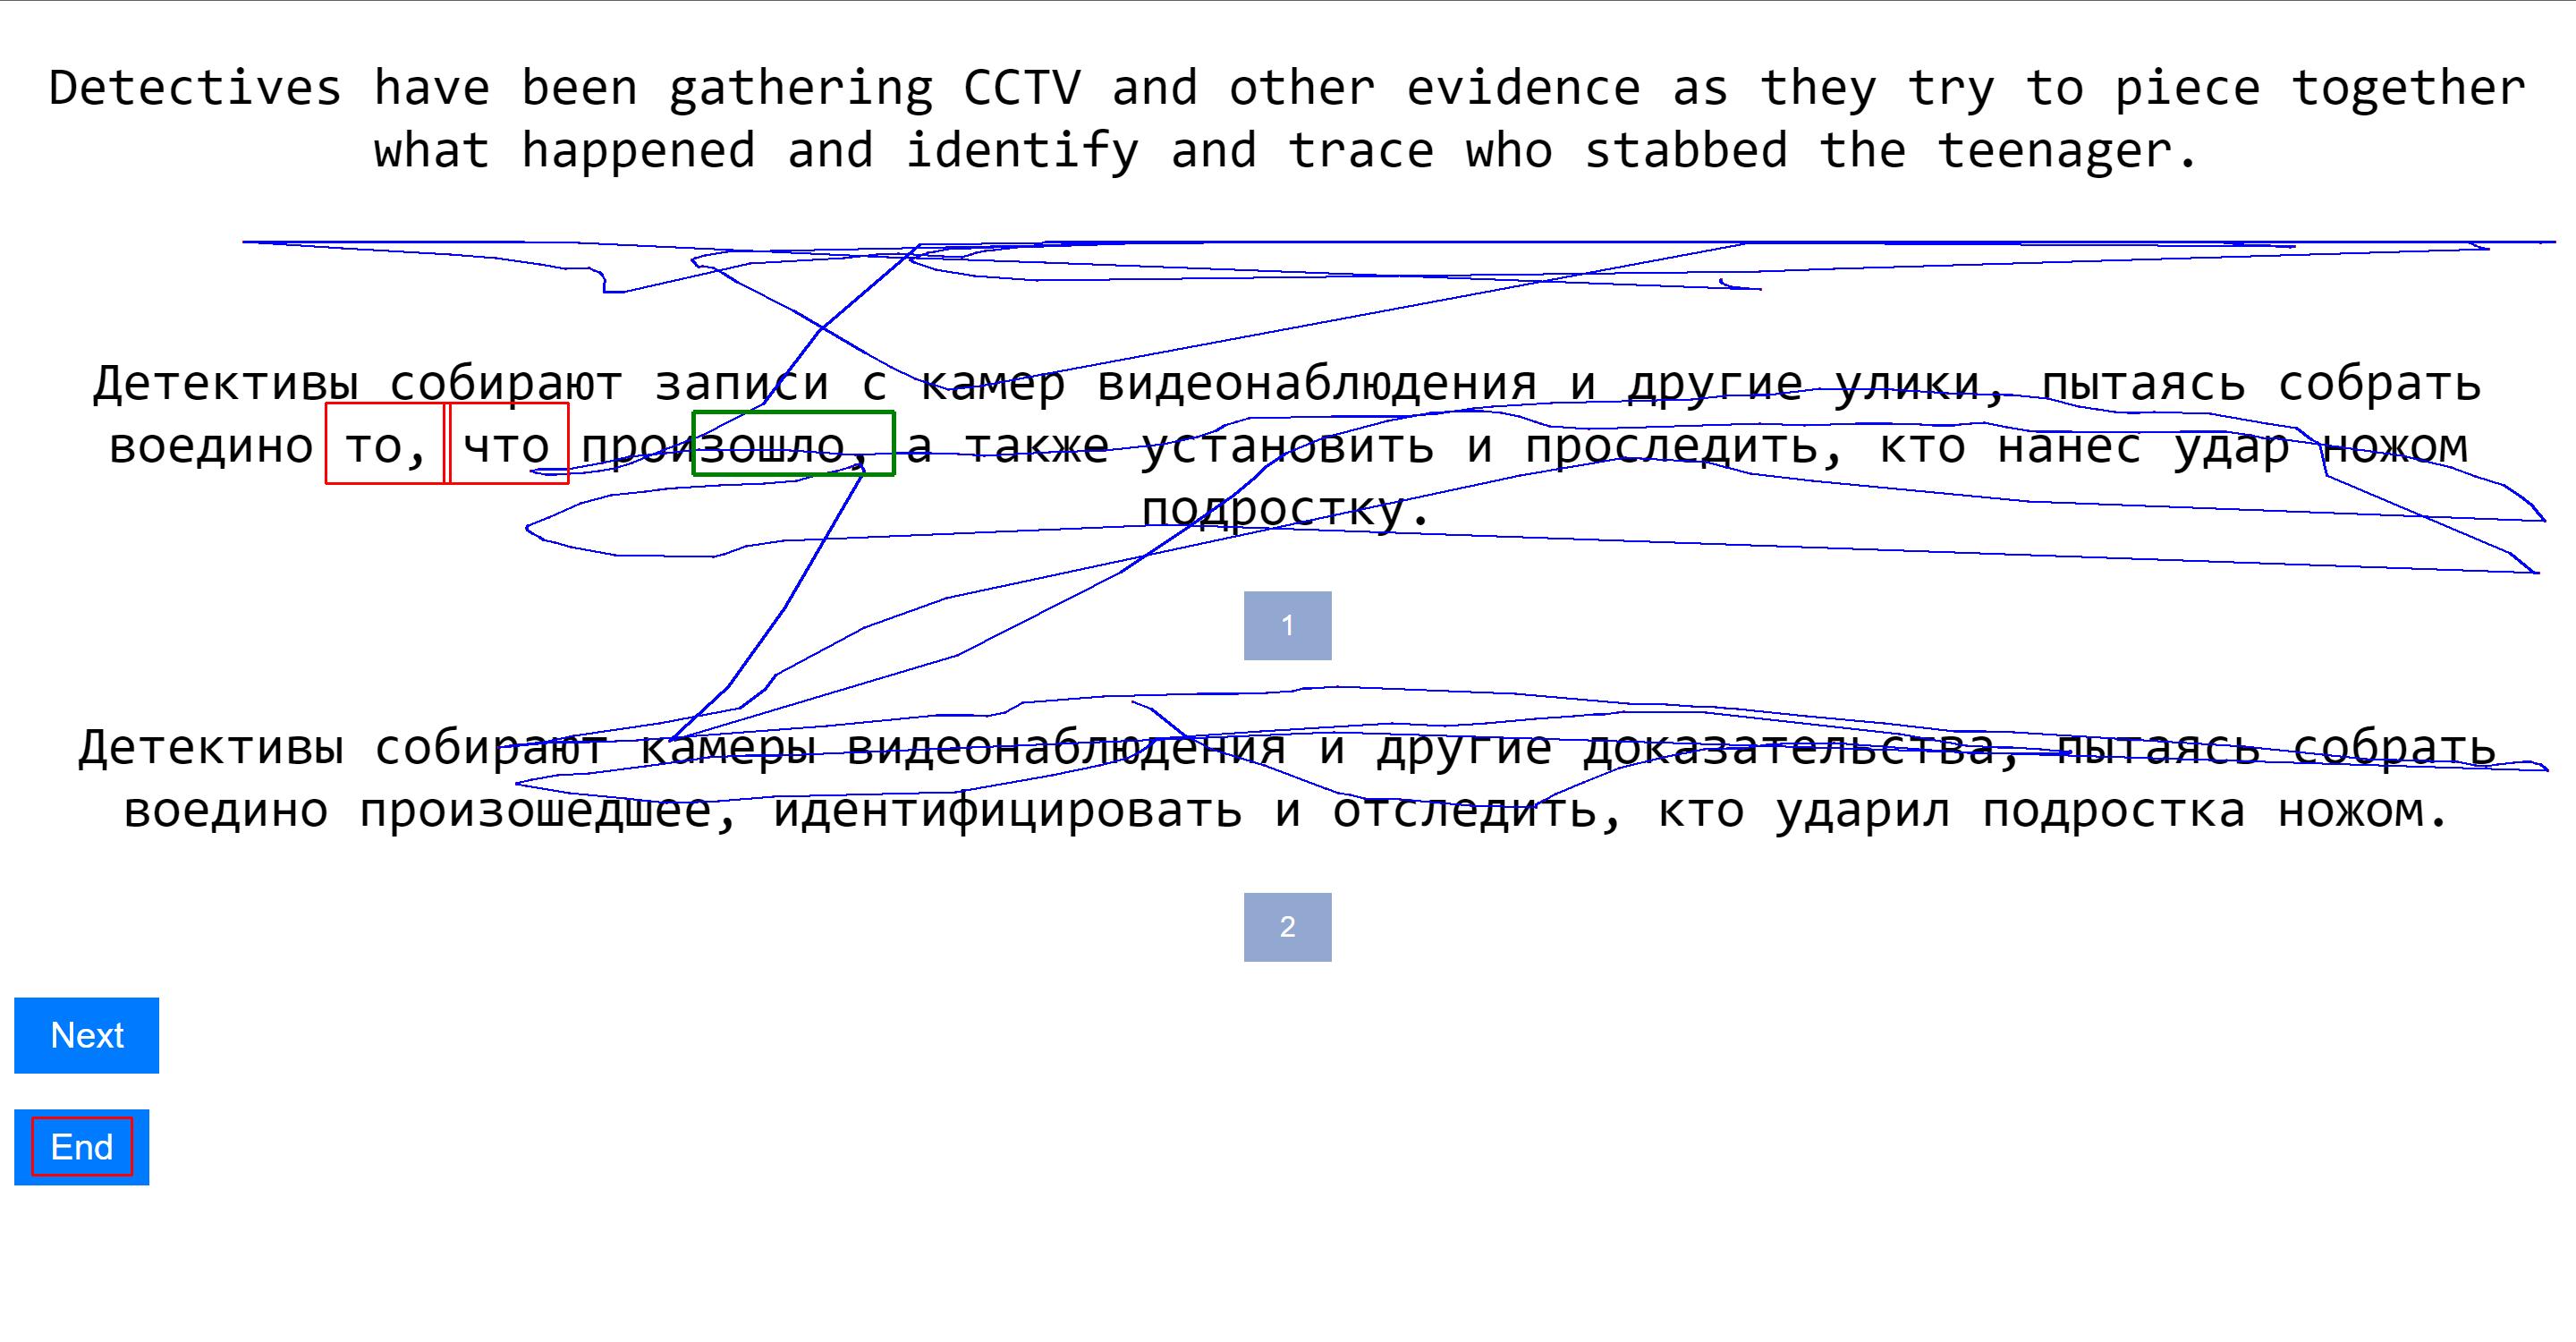 Detectives have been gathering CCTV and other evidence as they try to piece together
what happened and identify and trace who stabbed the teenager.
Детективы собирают записи с камер видеонаблюдения и другие улики, пытаясь собрать
воедино то, что произошло, а также установить и проследить, кто нанес удар ножом
подростку.
1
Детективы собирают камеры видеонаблюдения и другие доказательства, пытаясь собрать
воедино произошедшее, идентифицировать и отследить, кто ударил подростка ножом.
2
Next
End